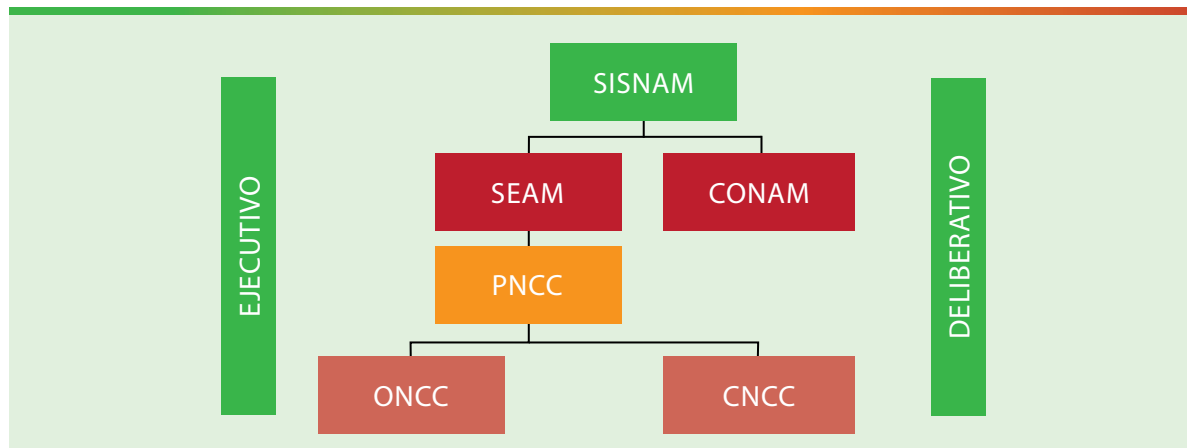 SISNAM
EJECUTIVO
SEAM
CONAM
DELIBERATIVO
PNCC
ONCC
CNCC